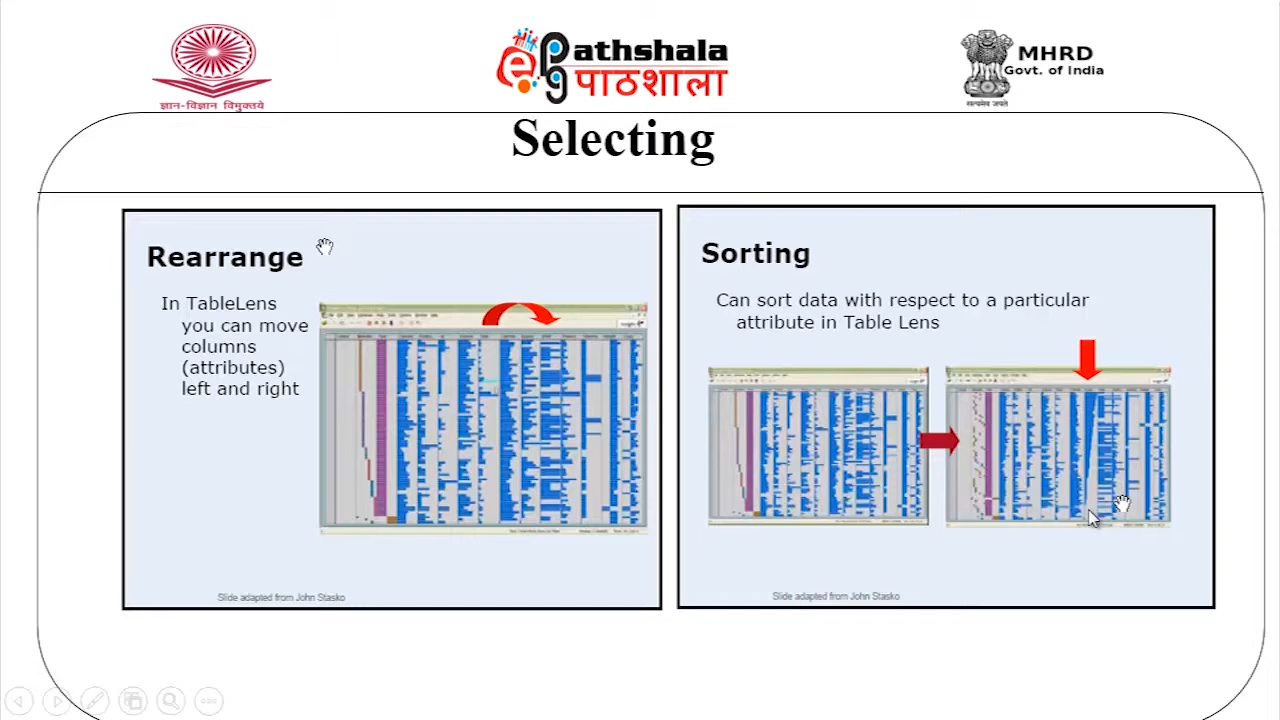 ज्ञान-विज्ञान विमुक्तये
ePG Pathshala
पाठशाला
MHRD
Govt. of India
सत्यमेव जयते
Selecting
Rearrange
In TableLens
you can move
columns
(attributes)
left and right
Slide adapted from John Stasko
Sorting
Can sort data with respect to a particular
attribute in Table Lens
Slide adapted from John Stasko